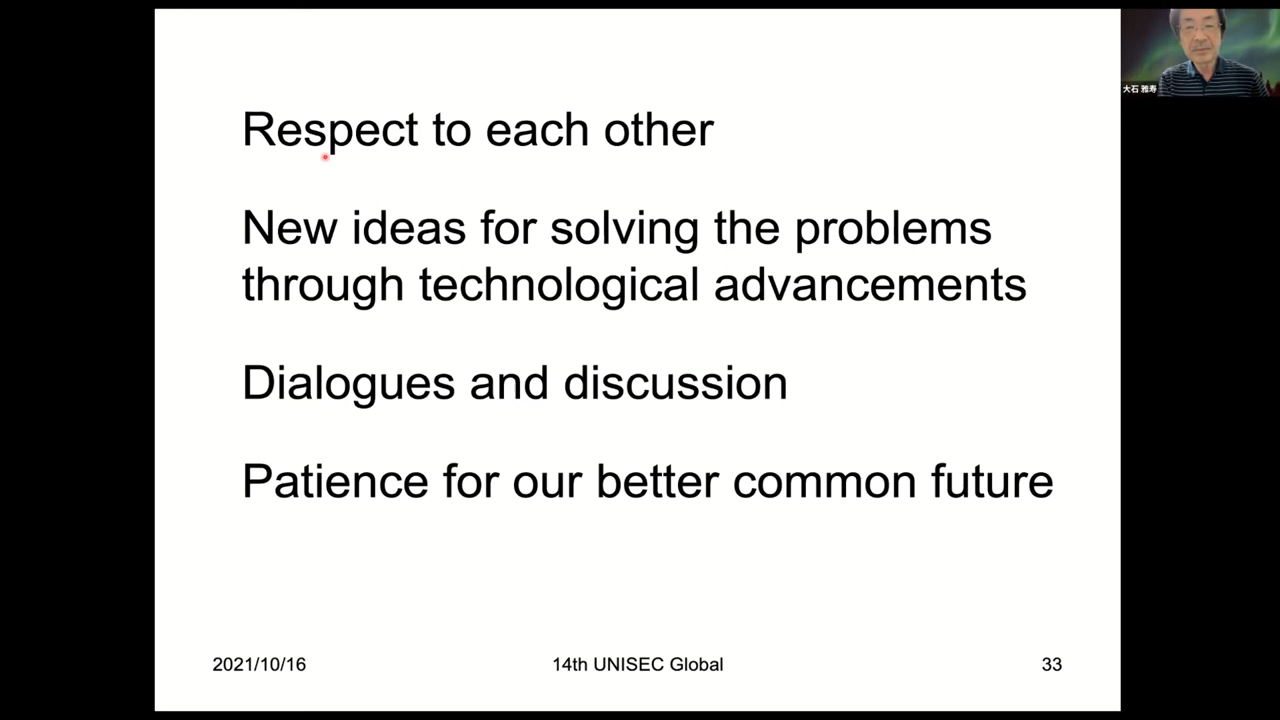 Respect to each other
New ideas for solving the problems
through technological advancements
Dialogues and discussion
Patience for our better common future
2021/10/16
14th UNISEC Global
33
大石 雅寿